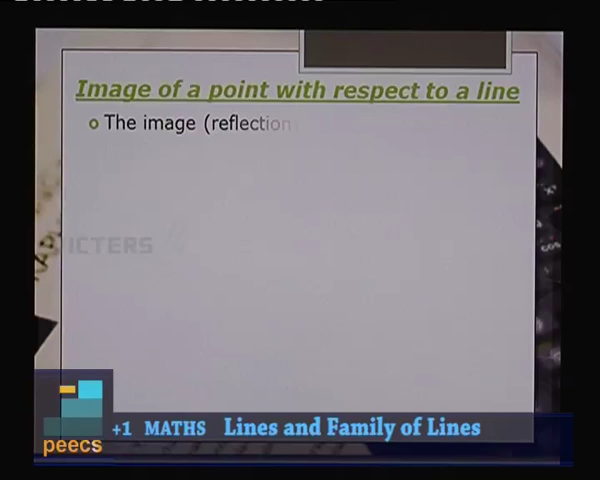 Image of a point with respect to a line
The image (reflection
ICTERS
peecs
+1 MATHS Lines and Family of Lines